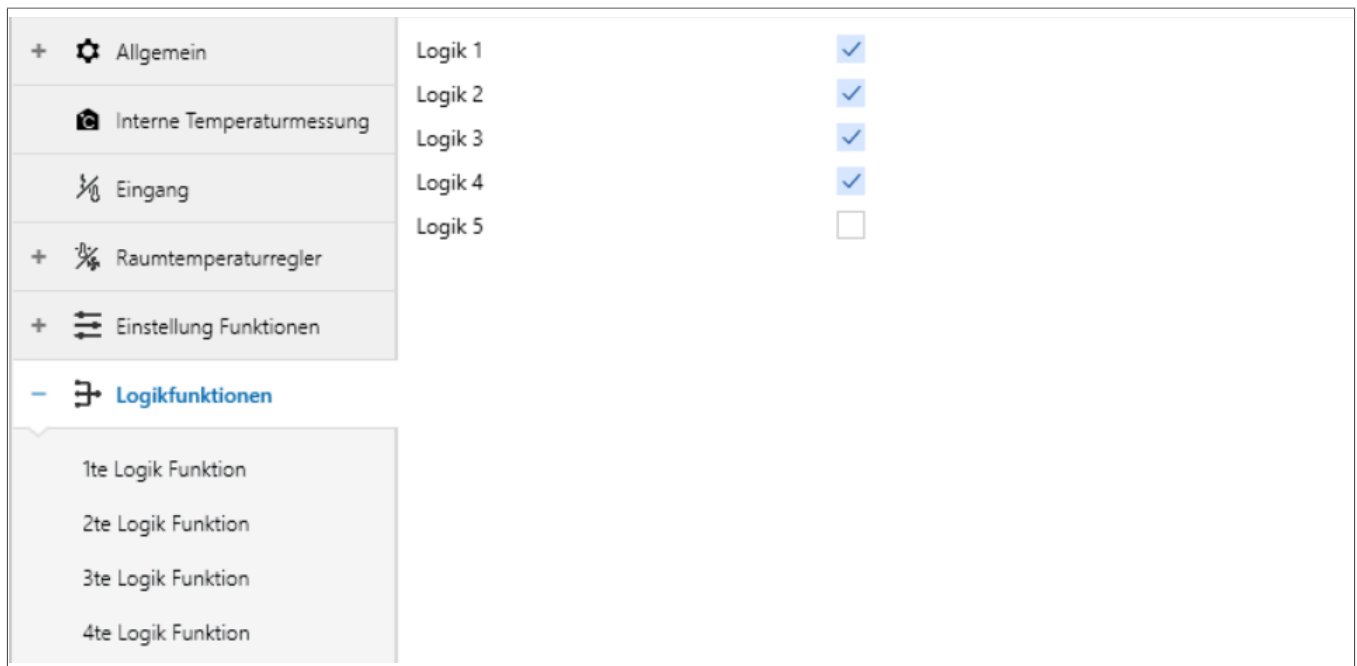 Allgemein
Interne Temperaturmessung
Eingang
Raumtemperaturregler
Einstellung Funktionen
Logikfunktionen
1te Logik Funktion
2te Logik Funktion
3te Logik Funktion
4te Logik Funktion
Logik 1
Logik 2
Logik 3
Logik 4
Logik 5